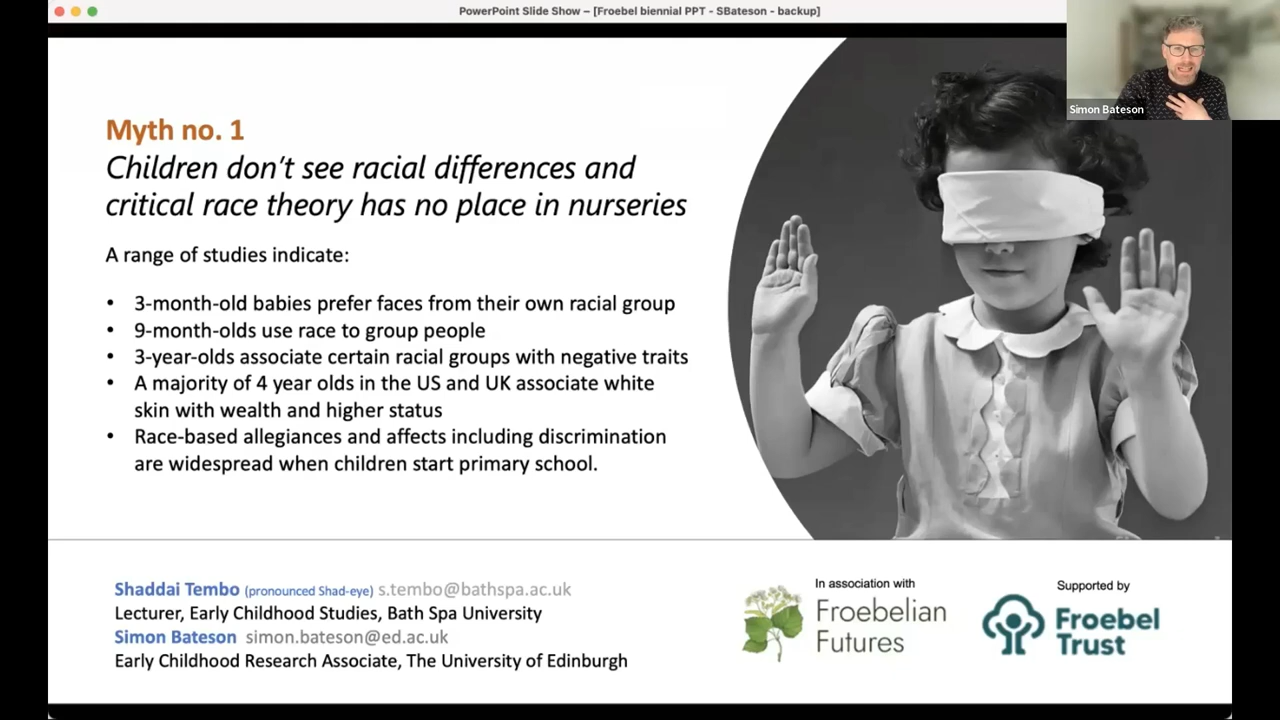 PowerPoint Slide Show – [Froebel biennial PPT - SBateson - backup]
Simon Bateson
Myth no. 1
Children don't see racial differences and
critical race theory has no place in nurseries
A range of studies indicate:
• 3-month-old babies prefer faces from their own racial group
• 9-month-olds use race to group people
• 3-year-olds associate certain racial groups with negative traits
• A majority of 4 year olds in the US and UK associate white
skin with wealth and higher status
• Race-based allegiances and affects including discrimination
are widespread when children start primary school.
Shaddai Tembo (pronounced Shad-eye) s.tembo@bathspa.ac.uk
Lecturer, Early Childhood Studies, Bath Spa University
Simon Bateson simon.bateson@ed.ac.uk
Early Childhood Research Associate, The University of Edinburgh
In association with
Froebelian
Futures
Supported by
Froebel
Trust